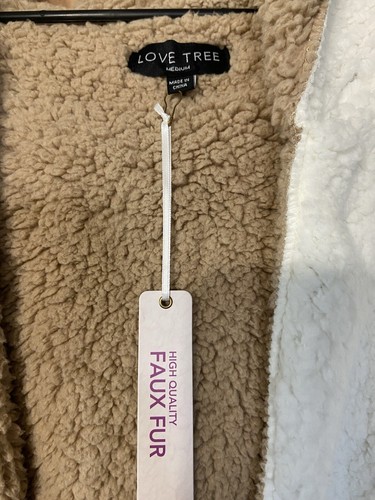 LOVE TREE
MEDIUM
MADE IN
CHINA
HIGH QUALITY
FAUX FUR